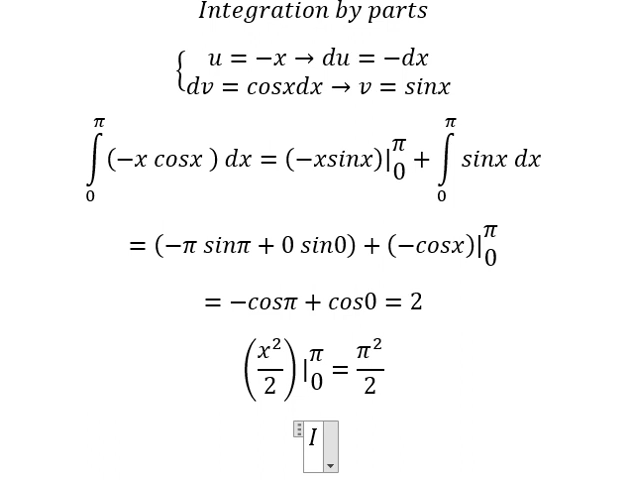 Integration by parts
{ u = −x → du = −dx
dv = cosxdx → v = sinx
∫₀^π (−x cosx ) dx = (−xsinx)|₀^π + ∫₀^π sinx dx
= (−π sinπ + 0 sin0) + (−cosx)|₀^π
= −cosπ + cos0 = 2
(x²/2)|₀^π = π²/2
I